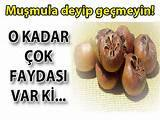 Muşmula deyip geçmeyin!
O KADAR
ÇOK
FAYDASI
VAR Kİ...